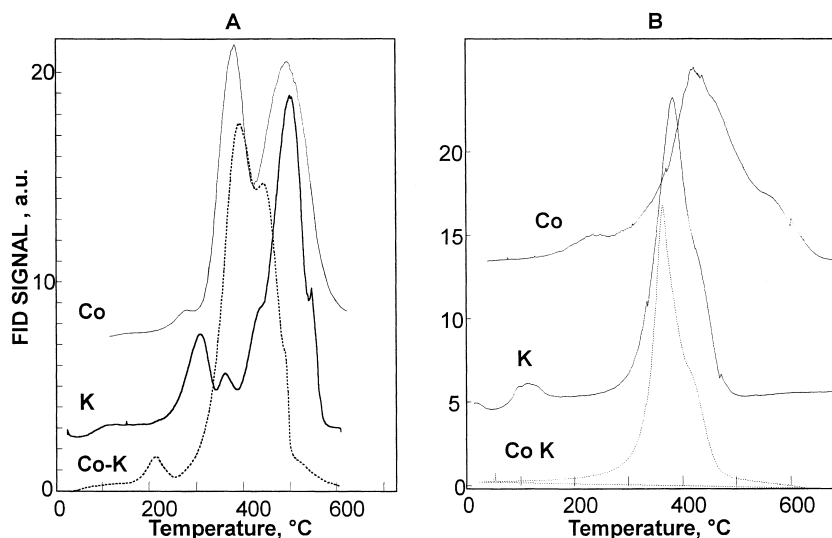 A
B
FID SIGNAL , a.u.
20
10
0
Co
K
Co-K
0 200 400 600
Temperature, °C
20
15
10
5
0
Co
K
Co K
0 200 400 600
Temperature, °C